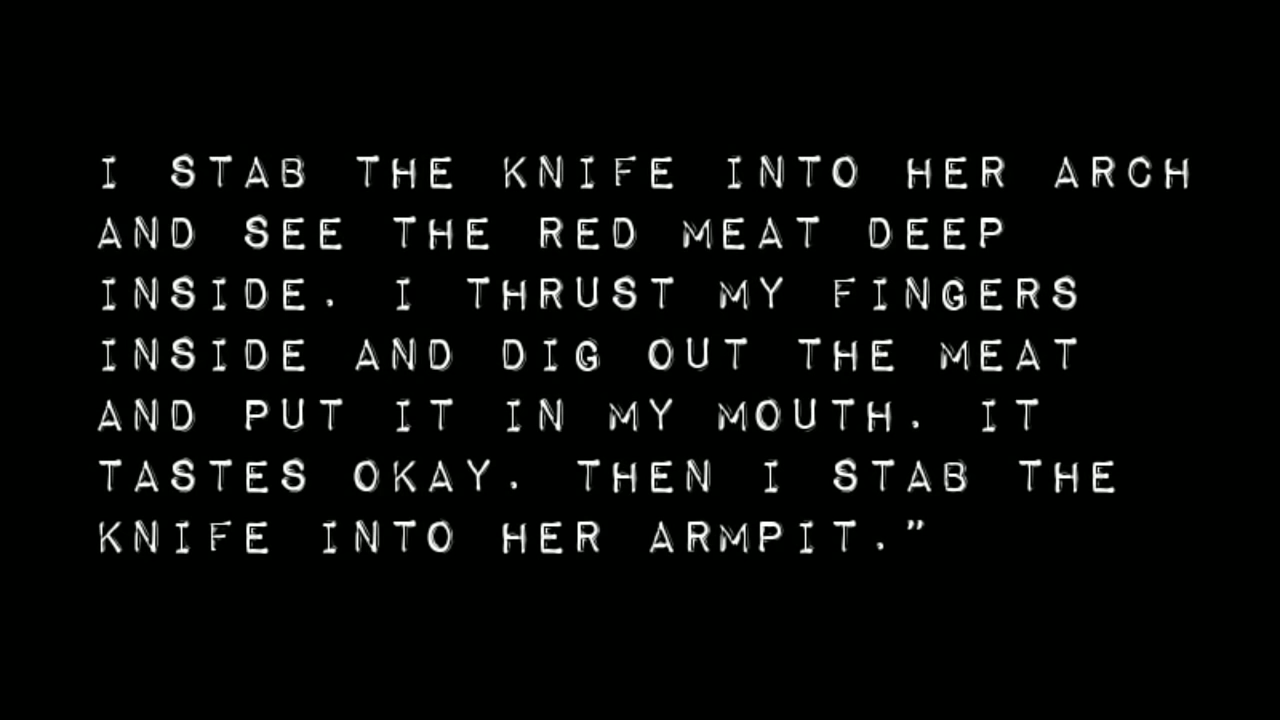 I STAB THE KNIFE INTO HER ARCH
AND SEE THE RED MEAT DEEP
INSIDE. I THRUST MY FINGERS
INSIDE AND DIG OUT THE MEAT
AND PUT IT IN MY MOUTH. IT
TASTES OKAY. THEN I STAB THE
KNIFE INTO HER ARMPIT.”